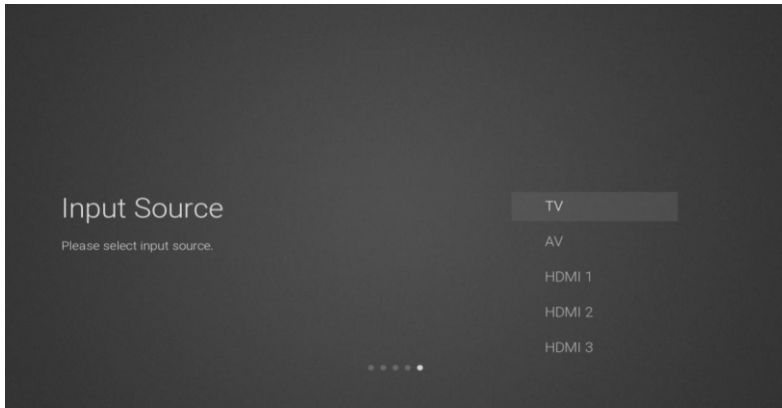 Input Source
Please select input source.
TV
AV
HDMI 1
HDMI 2
HDMI 3